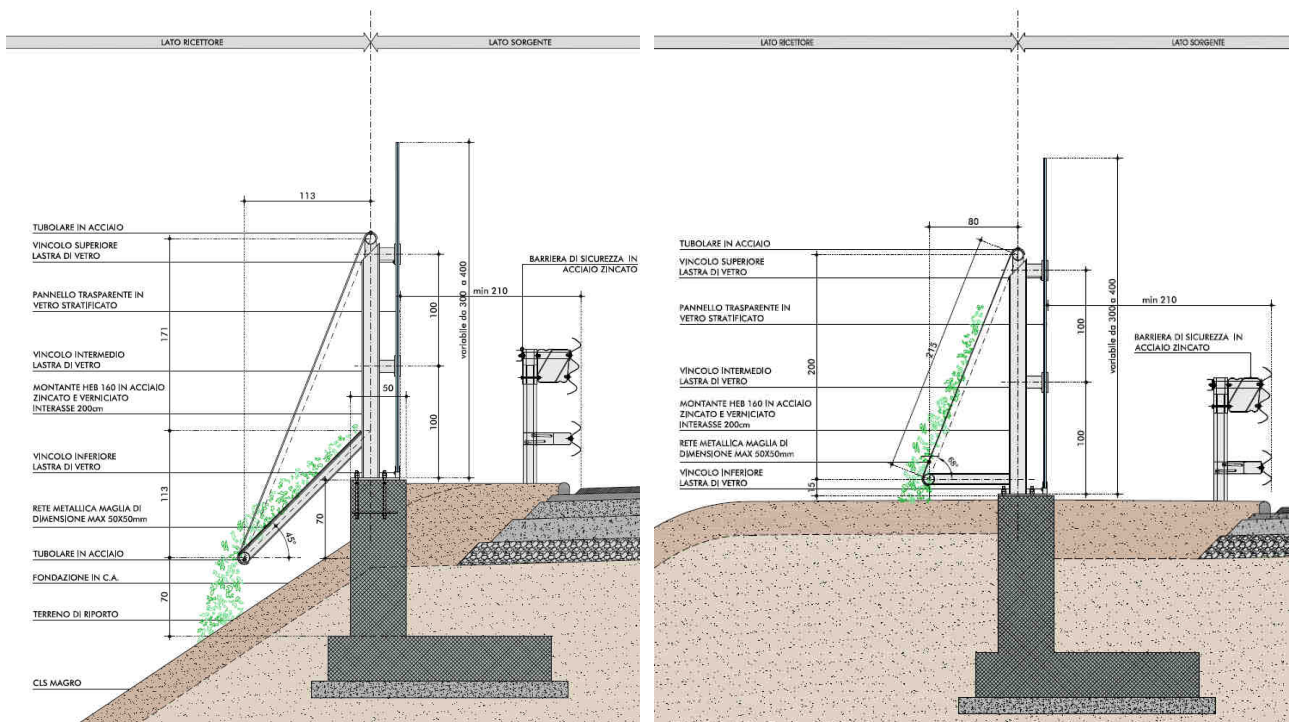 LATO RICETTORE
LATO SORGENTE
113
TUBOLARE IN ACCIAIO
VINCOLO SUPERIORE
LASTRA DI VETRO
PANNELLO TRASPARENTE IN
VETRO STRATIFICATO
171
VINCOLO INTERMEDIO
LASTRA DI VETRO
MONTANTE HEB 160 IN ACCIAIO
ZINCATO E VERNICIATO
INTERASSE 200cm
VINCOLO INFERIORE
LASTRA DI VETRO
113
RETE METALLICA MAGLIA DI
DIMENSIONE MAX 50X50mm
TUBOLARE IN ACCIAIO
FONDAZIONE IN C.A.
70
TERRENO DI RIPORTO
CLS MAGRO
45°
70
50
100
100
variabile da 300 a 400
min 210
BARRIERA DI SICUREZZA IN
ACCIAIO ZINCATO
LATO RICETTORE
LATO SORGENTE
80
TUBOLARE IN ACCIAIO
VINCOLO SUPERIORE
LASTRA DI VETRO
PANNELLO TRASPARENTE IN
VETRO STRATIFICATO
VINCOLO INTERMEDIO
LASTRA DI VETRO
MONTANTE HEB 160 IN ACCIAIO
ZINCATO E VERNICIATO
INTERASSE 200cm
RETE METALLICA MAGLIA DI
DIMENSIONE MAX 50X50mm
VINCOLO INFERIORE
LASTRA DI VETRO
200
15
215
68°
100
100
variabile da 300 a 400
min 210
BARRIERA DI SICUREZZA IN
ACCIAIO ZINCATO